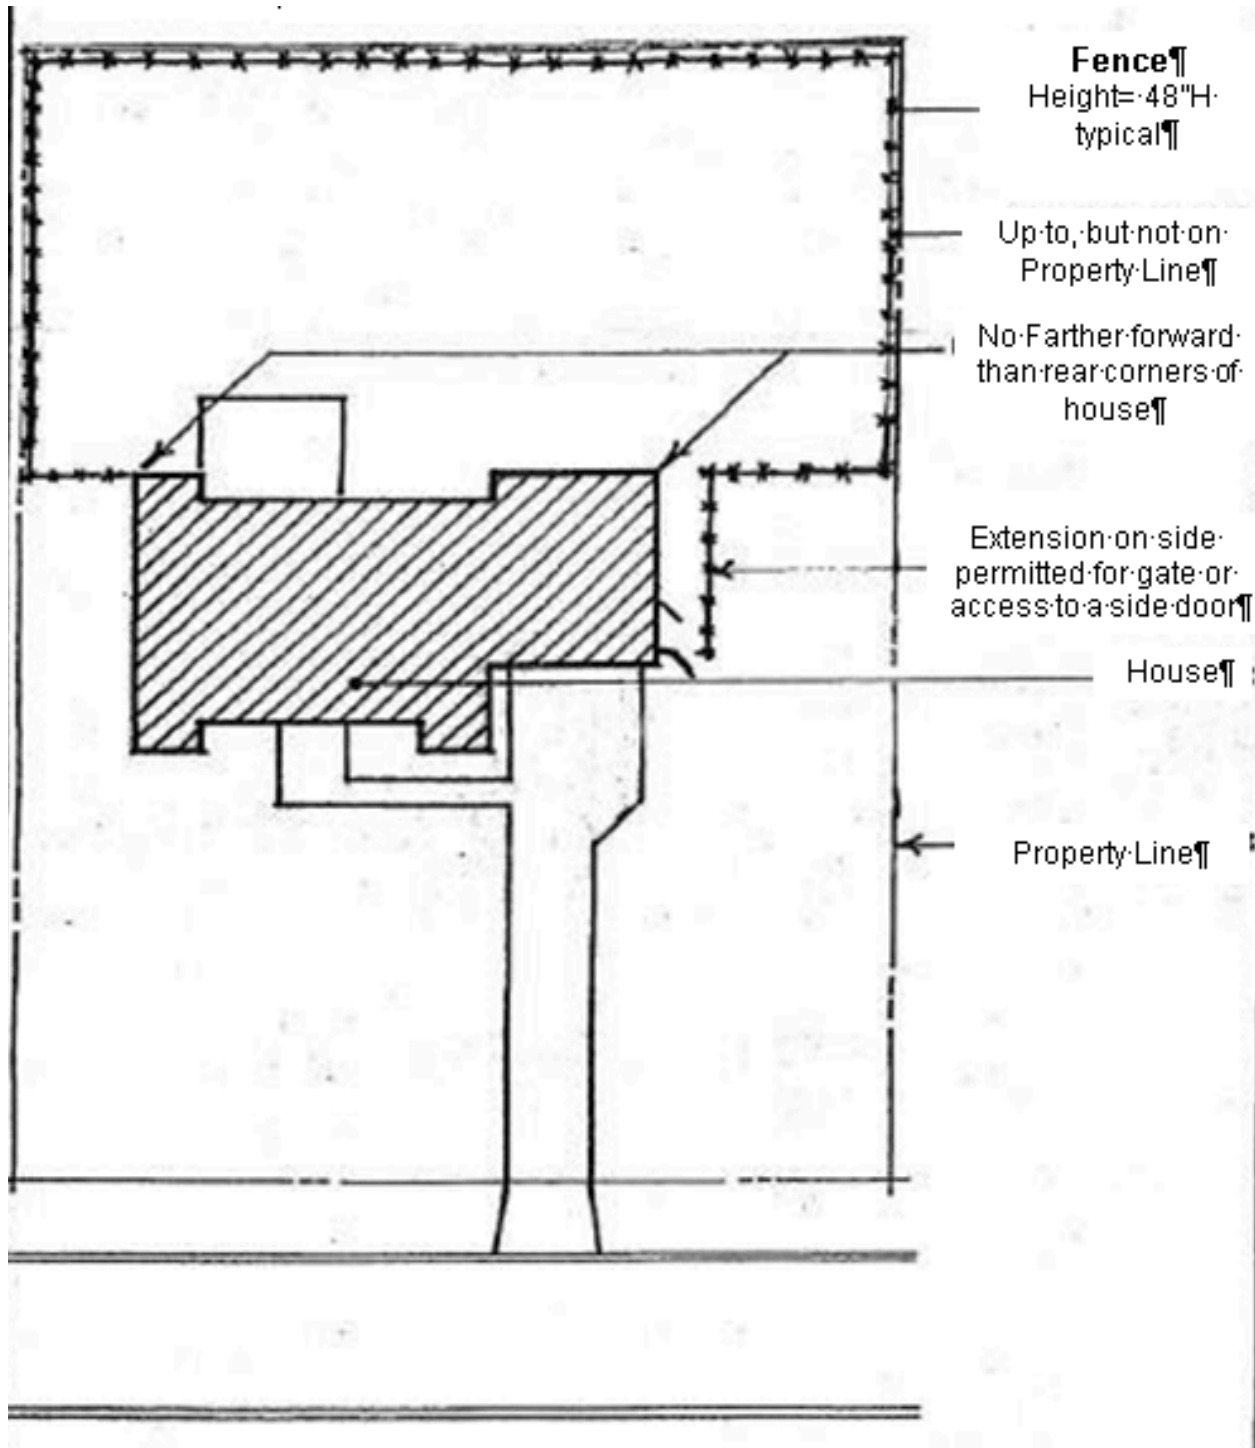 Fence¶
Height=·48"H·
typical¶
Up·to,·but·not·on·
Property·Line¶
No·Farther·forward·
than·rear·corners·of·
house¶
Extension·on·side·
permitted·for·gate·or·
access·to·a·side·door¶
House¶
Property·Line¶